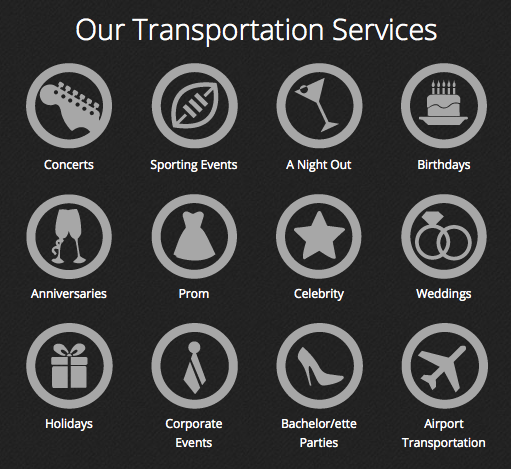 Our Transportation Services
Concerts
Sporting Events
A Night Out
Birthdays
Anniversaries
Prom
Celebrity
Weddings
Holidays
Corporate
Events
Bachelor/ette
Parties
Airport
Transportation